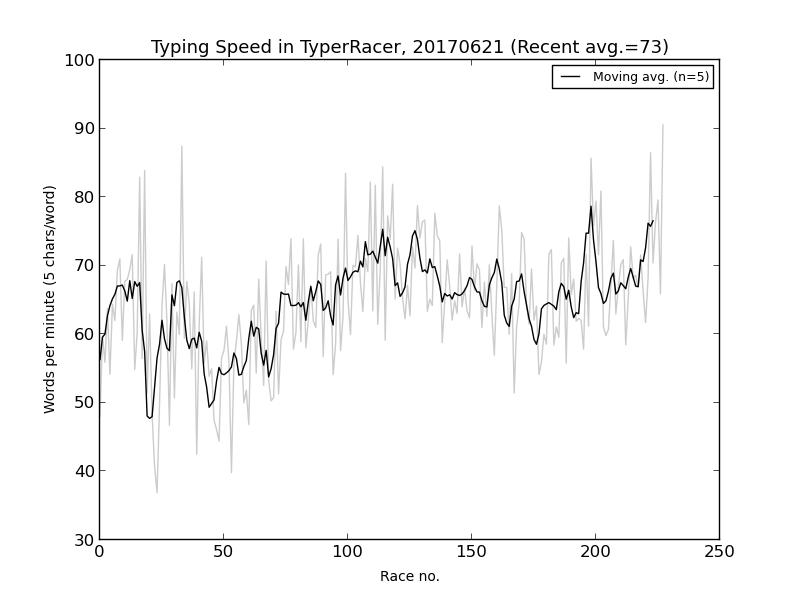 Typing Speed in TyperRacer, 20170621 (Recent avg.=73)
100
90
80
70
60
50
40
30
Words per minute (5 chars/word)
Moving avg. (n=5)
0 50 100 150 200 250
Race no.